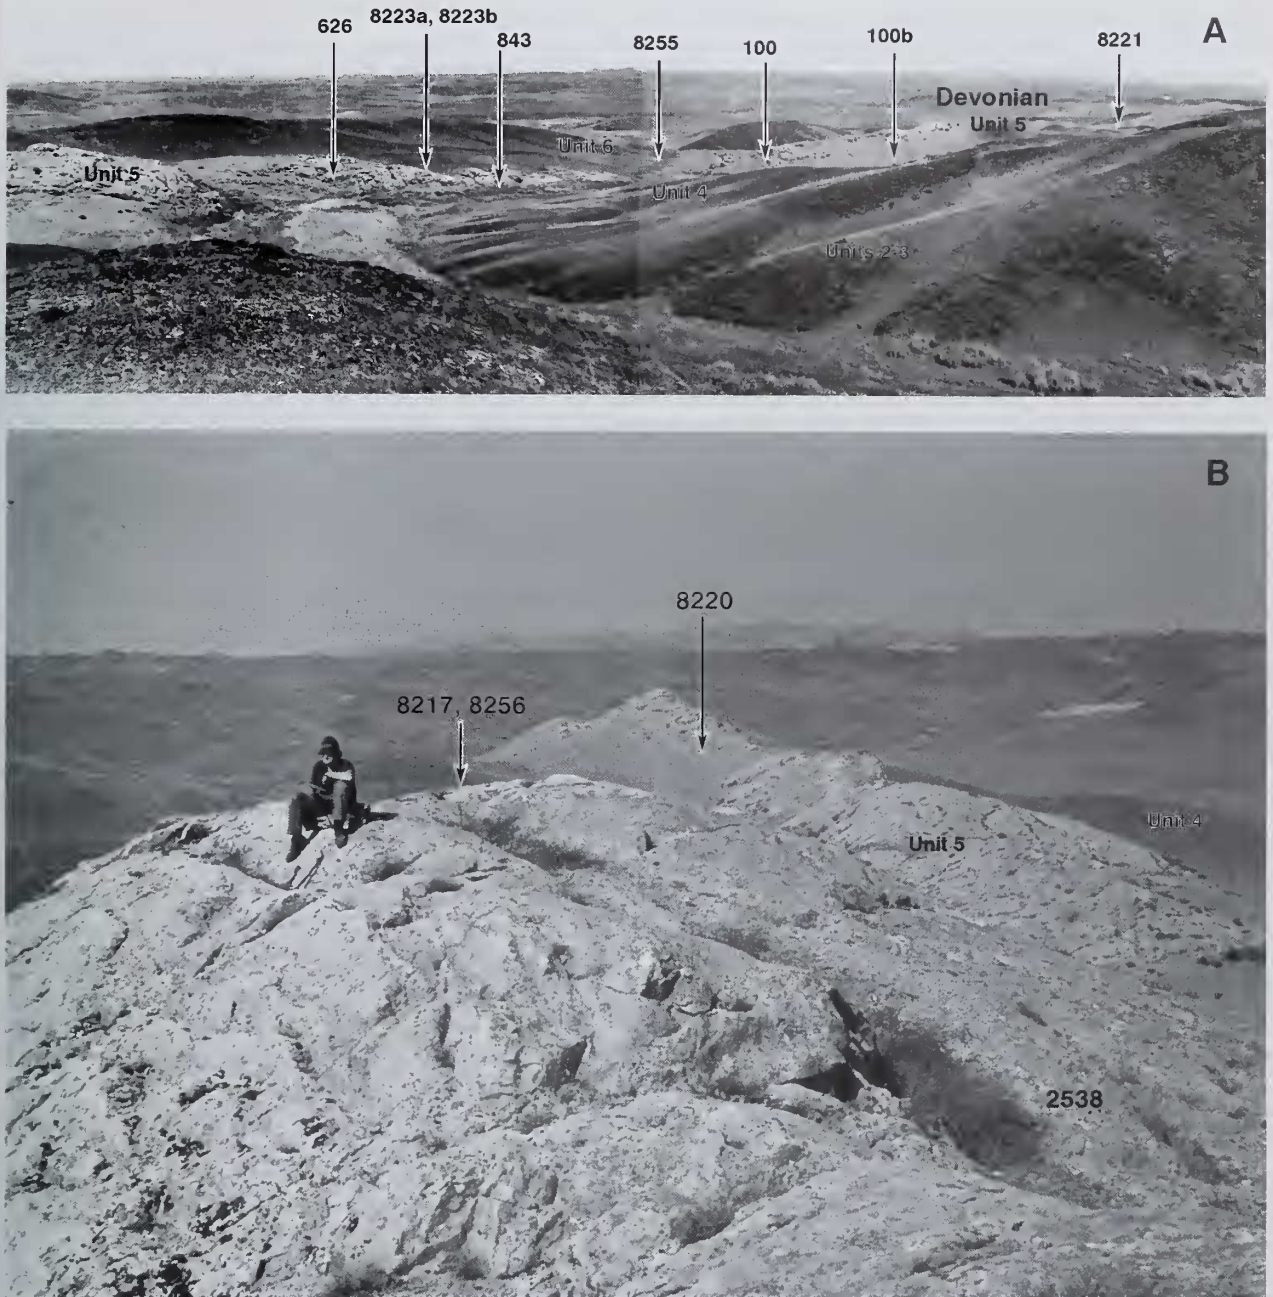 A
626
8223a, 8223b
843
8255
100
100b
8221
Devonian
Unit 5
Unit 6
Unit 5
Unit 4
Units 2-3
B
8220
8217, 8256
Unit 4
Unit 5
2538